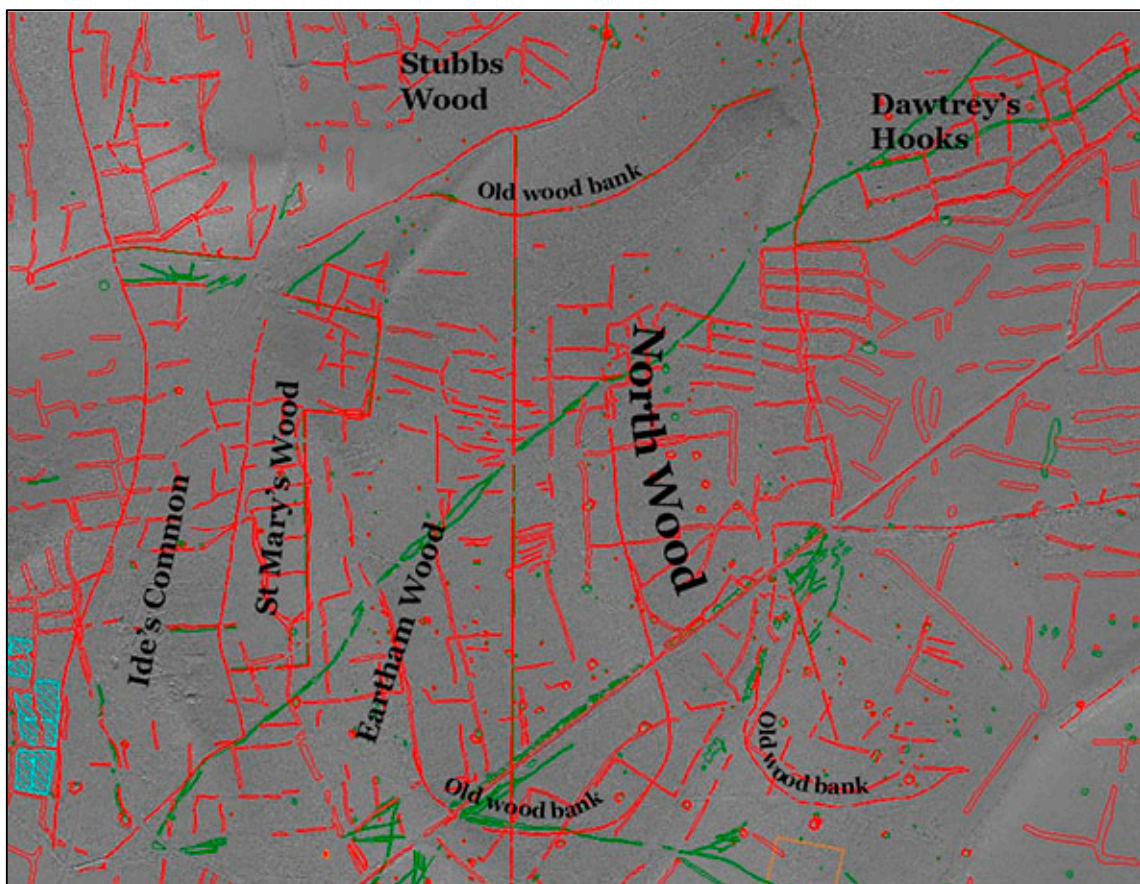 Stubbs
Wood
Dawtrey's
Hooks
Old wood bank
North Wood
St Mary's Wood
Ide's Common
Eartham Wood
Old wood bank
Old wood bank